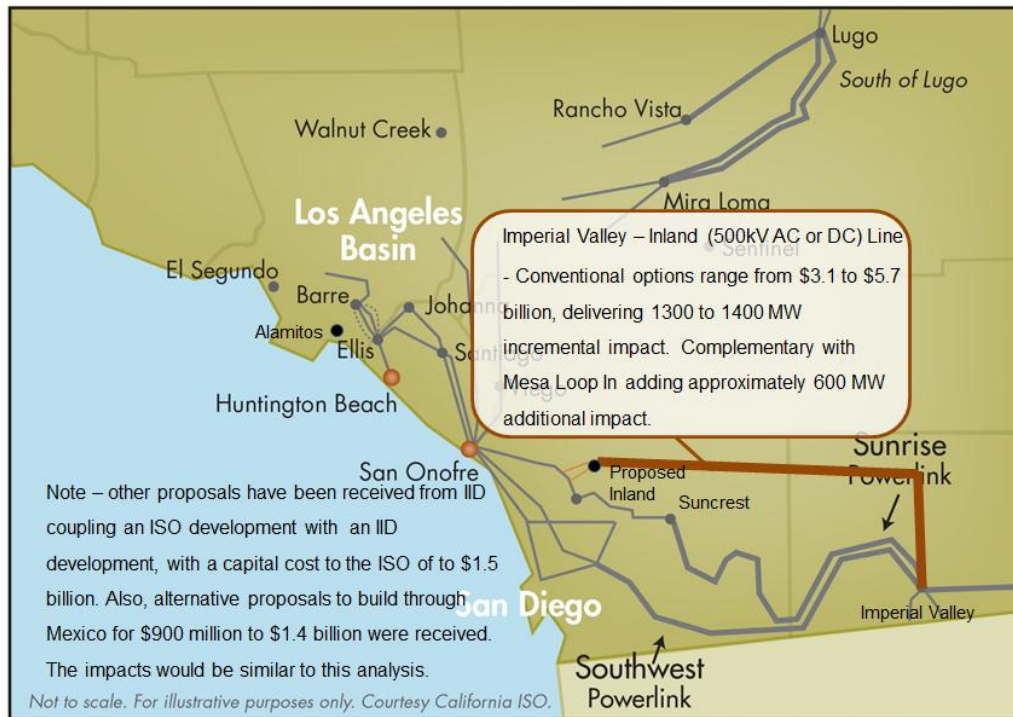 Lugo
South of Lugo
Rancho Vista
Walnut Creek
Mira Loma
Los Angeles
Basin
Imperial Valley – Inland (500kV AC or DC) Line
Sentinel
- Conventional options range from $3.1 to $5.7
billion, delivering 1300 to 1400 MW
incremental impact. Complementary with
Mesa Loop In adding approximately 600 MW
additional impact.
El Segundo
Barre
Johanna
Alamitos
Ellis
Santiago
Viejo
Huntington Beach
San Onofre
Proposed
Inland
Suncrest
Sunrise
Powerlink
Note – other proposals have been received from IID
coupling an ISO development with an IID
development, with a capital cost to the ISO of to $1.5
billion. Also, alternative proposals to build through
Mexico for $900 million to $1.4 billion were received.
The impacts would be similar to this analysis.
San Diego
Imperial Valley
Southwest
Powerlink
Not to scale. For illustrative purposes only. Courtesy California ISO.